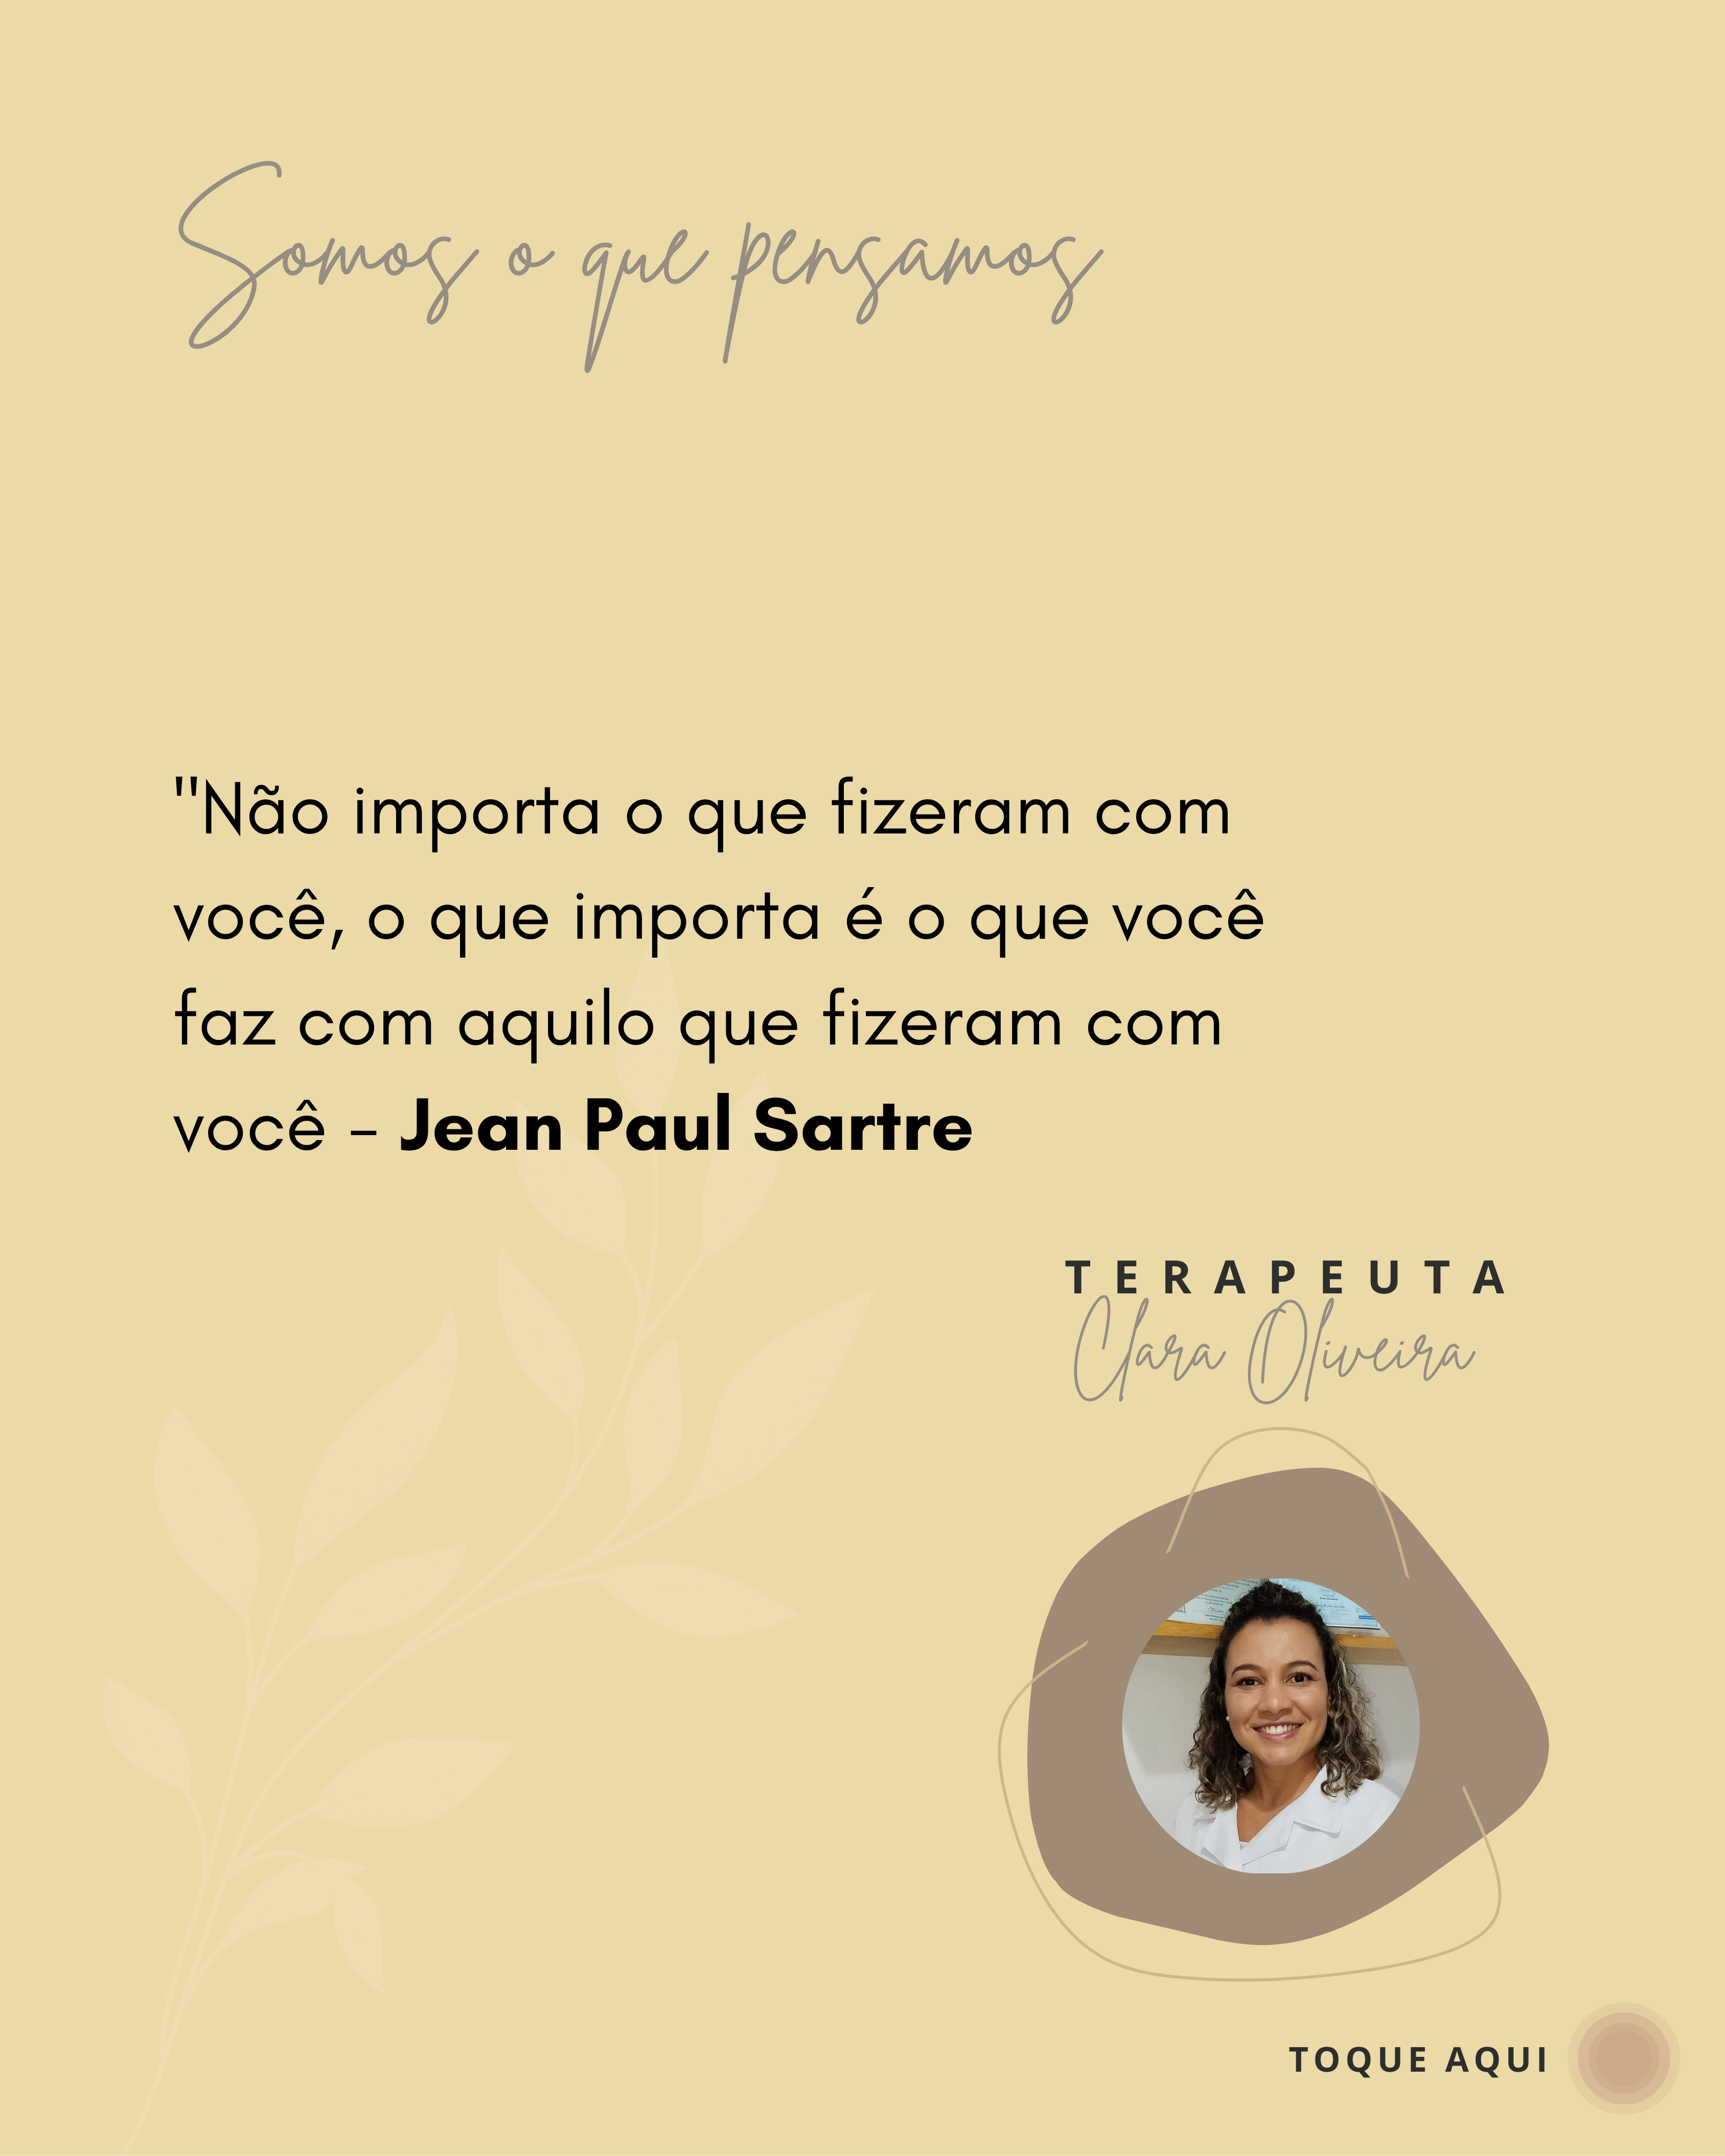 Somos o que pensamos
"Não importa o que fizeram com
você, o que importa é o que você
faz com aquilo que fizeram com
você - Jean Paul Sartre
TERAPEUTA
Clara Oliveira
TOQUE AQUI